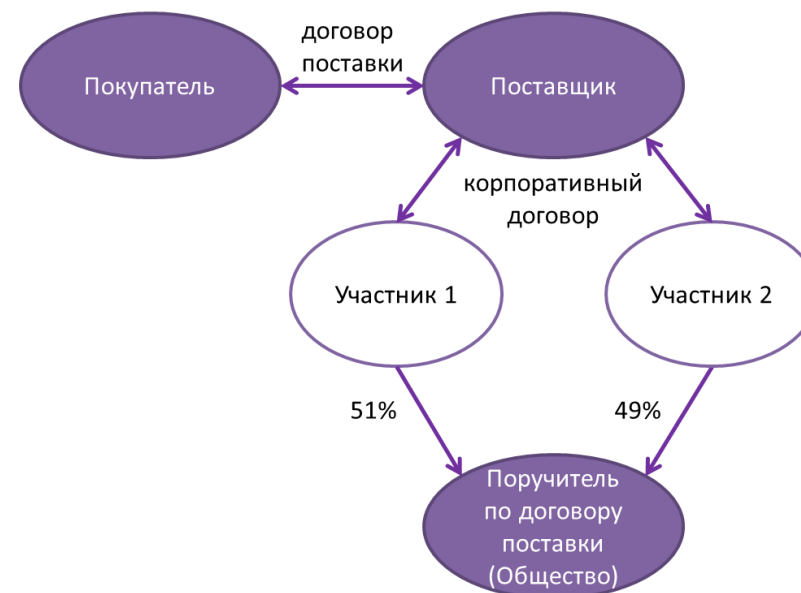 договор
поставки
Покупатель
Поставщик
корпоративный
договор
Участник 1
Участник 2
51%
49%
Поручитель
по договору
поставки
(Общество)